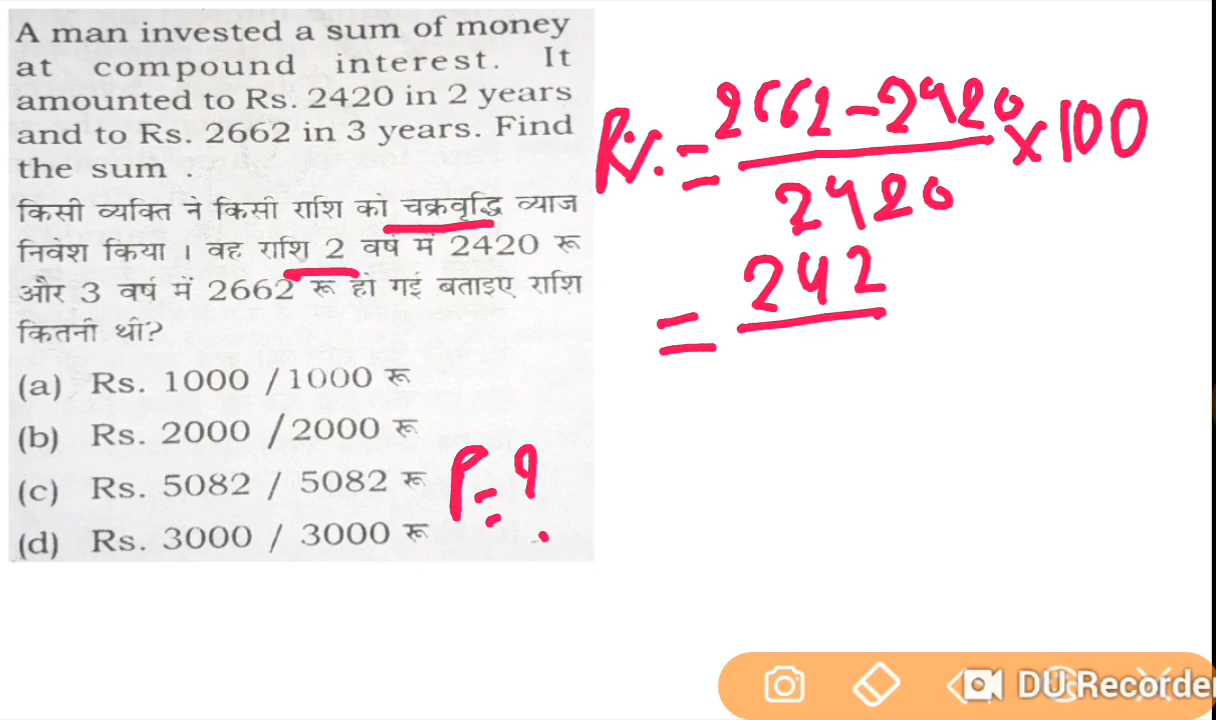 A man invested a sum of money
at compound interest. It
amounted to Rs. 2420 in 2 years
and to Rs. 2662 in 3 years. Find
the sum .
किसी व्यक्ति ने किसी राशि को चक्रवृद्धि व्याज
निवेश किया । वह राशि 2 वर्ष में 2420 रू
और 3 वर्ष में 2662 रू हो गई बताइए राशि
कितनी थी?
(a) Rs. 1000 / 1000 रू
(b) Rs. 2000 / 2000 रू
(c) Rs. 5082 / 5082 रू
(d) Rs. 3000 / 3000 रू
P=?
= 2662-2420 × 100
2420
= 242
DU Recorde